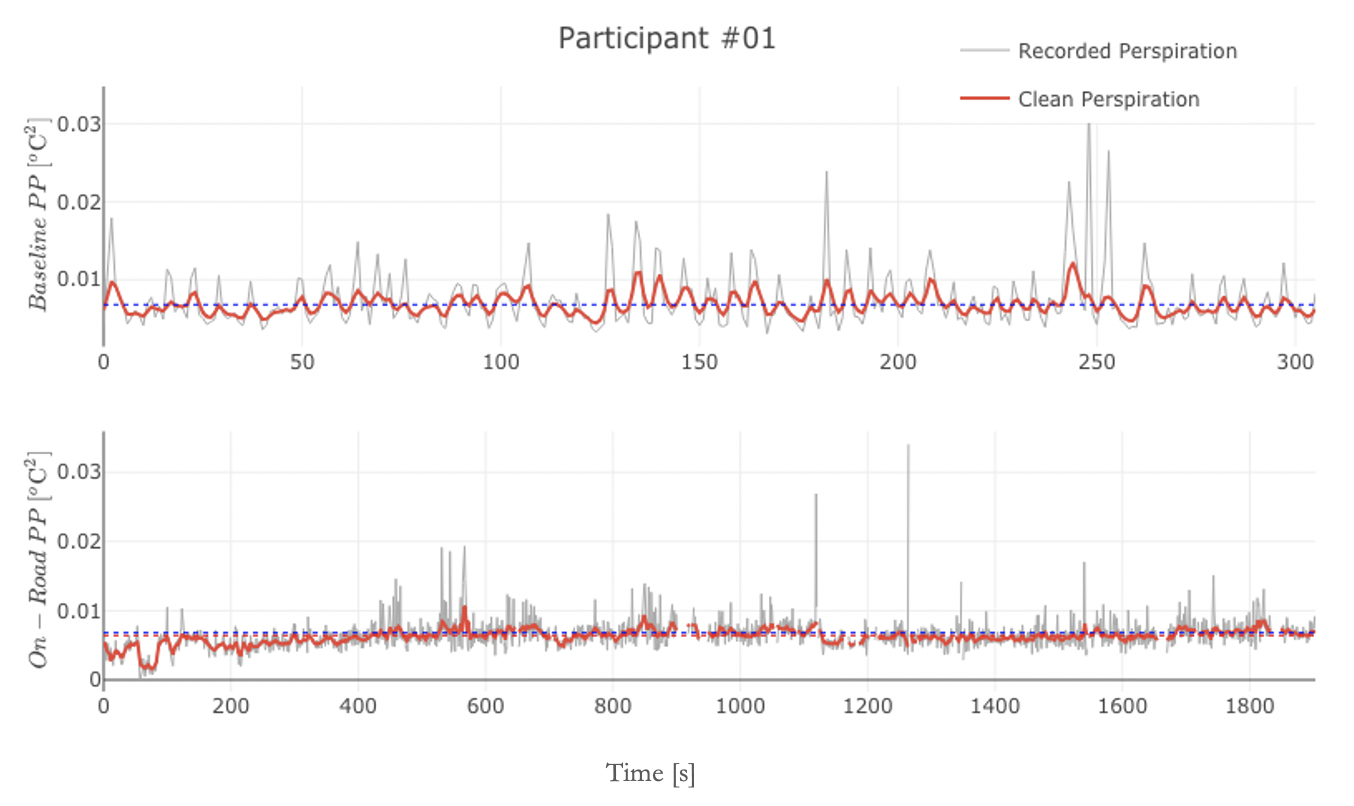 Participant #01
Recorded Perspiration
Clean Perspiration
Baseline PP [°C²]
0.03
0.02
0.01
0 50 100 150 200 250 300
On − Road PP [°C²]
0.03
0.02
0.01
0
0 200 400 600 800 1000 1200 1400 1600 1800
Time [s]